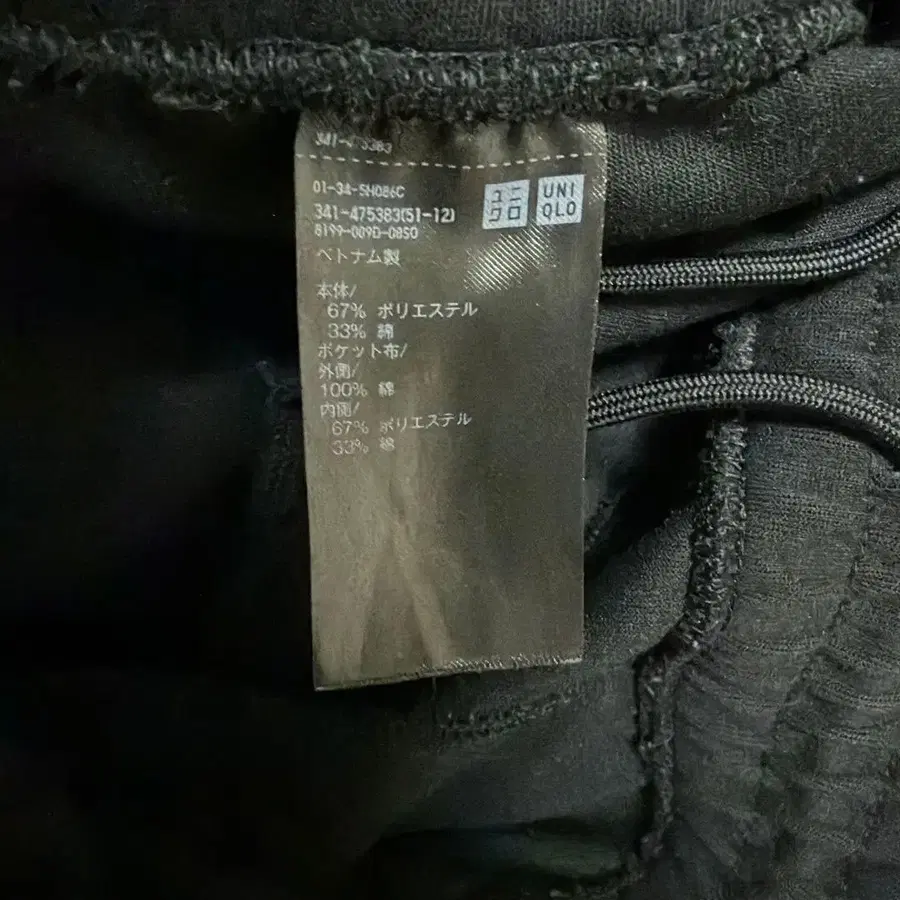 01-34-SH086C
ユニ
クロ
UNI
QLO
341-475383(51-12)
8199-009D-08S0
ベトナム製
本体/
67% ポリエステル
33% 綿
ポケット布/
外側/
100% 綿
内側/
67% ポリエステル
33% 綿